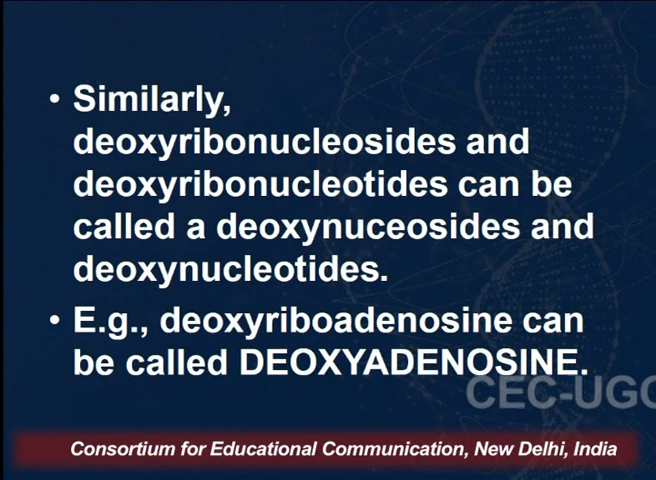 • Similarly,
deoxyribonucleosides and
deoxyribonucleotides can be
called a deoxynuceosides and
deoxynucleotides.
• E.g., deoxyriboadenosine can
be called DEOXYADENOSINE.
CEC-UGC
Consortium for Educational Communication, New Delhi, India